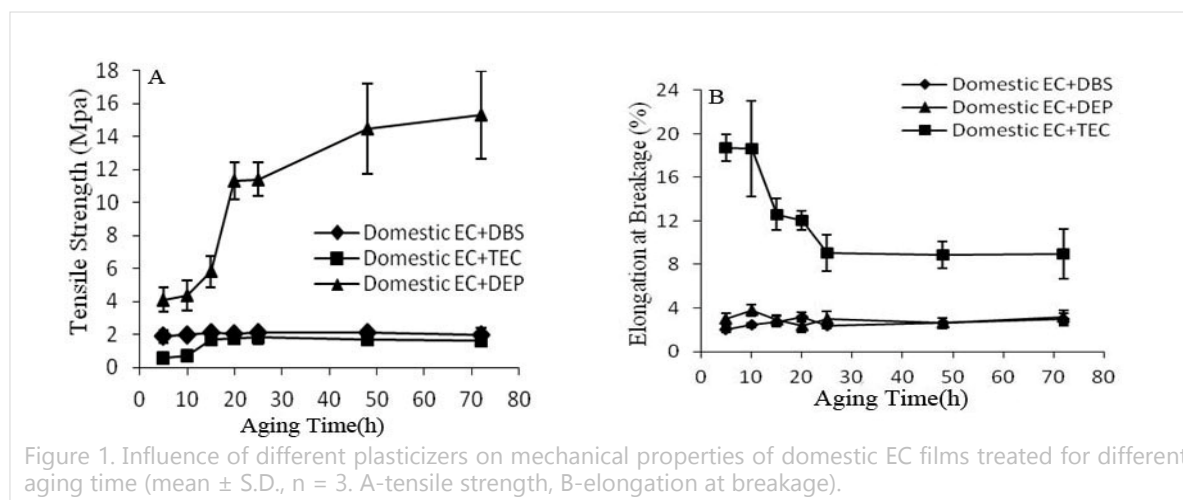 A
Tensile Strength (Mpa)
18
16
14
12
10
8
6
4
2
0
Domestic EC+DBS
Domestic EC+TEC
Domestic EC+DEP
0 10 20 30 40 50 60 70 80
Aging Time(h)
B
Elongation at Breakage (%)
24
20
16
12
8
4
0
Domestic EC+DBS
Domestic EC+DEP
Domestic EC+TEC
0 10 20 30 40 50 60 70 80
Aging Time(h)
Figure 1. Influence of different plasticizers on mechanical properties of domestic EC films treated for different
aging time (mean ± S.D., n = 3. A-tensile strength, B-elongation at breakage).